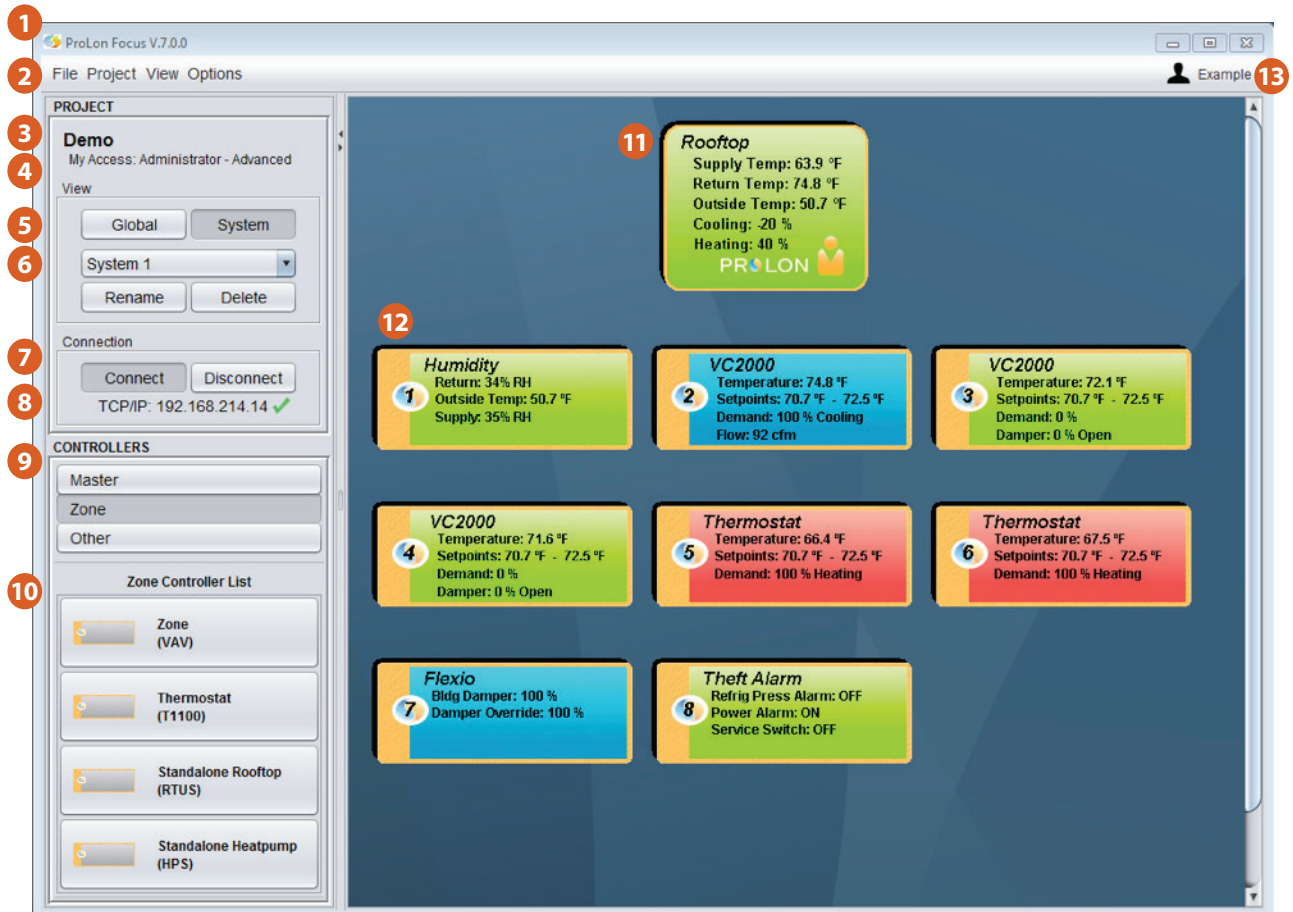 1
ProLon Focus V.7.0.0
2
File Project View Options
Example
13
PROJECT
3
Demo
My Access: Administrator - Advanced
4
View
5
Global
System
6
System 1
Rename
Delete
Connection
7
Connect
Disconnect
8
TCP/IP: 192.168.214.14
CONTROLLERS
9
Master
Zone
Other
10
Zone Controller List
Zone
(VAV)
Thermostat
(T1100)
Standalone Rooftop
(RTUS)
Standalone Heatpump
(HPS)
11
Rooftop
Supply Temp: 63.9 °F
Return Temp: 74.8 °F
Outside Temp: 50.7 °F
Cooling: -20 %
Heating: 40 %
PROLON
12
1
Humidity
Return: 34% RH
Outside Temp: 50.7 °F
Supply: 35% RH
2
VC2000
Temperature: 74.8 °F
Setpoints: 70.7 °F - 72.5 °F
Demand: 100 % Cooling
Flow: 92 cfm
3
VC2000
Temperature: 72.1 °F
Setpoints: 70.7 °F - 72.5 °F
Demand: 0 %
Damper: 0 % Open
4
VC2000
Temperature: 71.6 °F
Setpoints: 70.7 °F - 72.5 °F
Demand: 0 %
Damper: 0 % Open
5
Thermostat
Temperature: 66.4 °F
Setpoints: 70.7 °F - 72.5 °F
Demand: 100 % Heating
6
Thermostat
Temperature: 67.5 °F
Setpoints: 70.7 °F - 72.5 °F
Demand: 100 % Heating
7
Flexio
Bldg Damper: 100 %
Damper Override: 100 %
8
Theft Alarm
Refrig Press Alarm: OFF
Power Alarm: ON
Service Switch: OFF